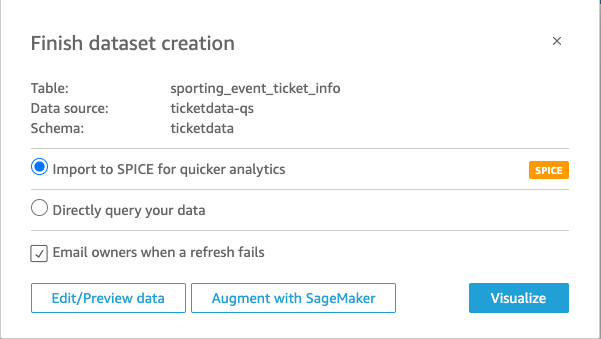 Finish dataset creation
Table: sporting_event_ticket_info
Data source: ticketdata-qs
Schema: ticketdata
Import to SPICE for quicker analytics SPICE
Directly query your data
Email owners when a refresh fails
Edit/Preview data Augment with SageMaker Visualize